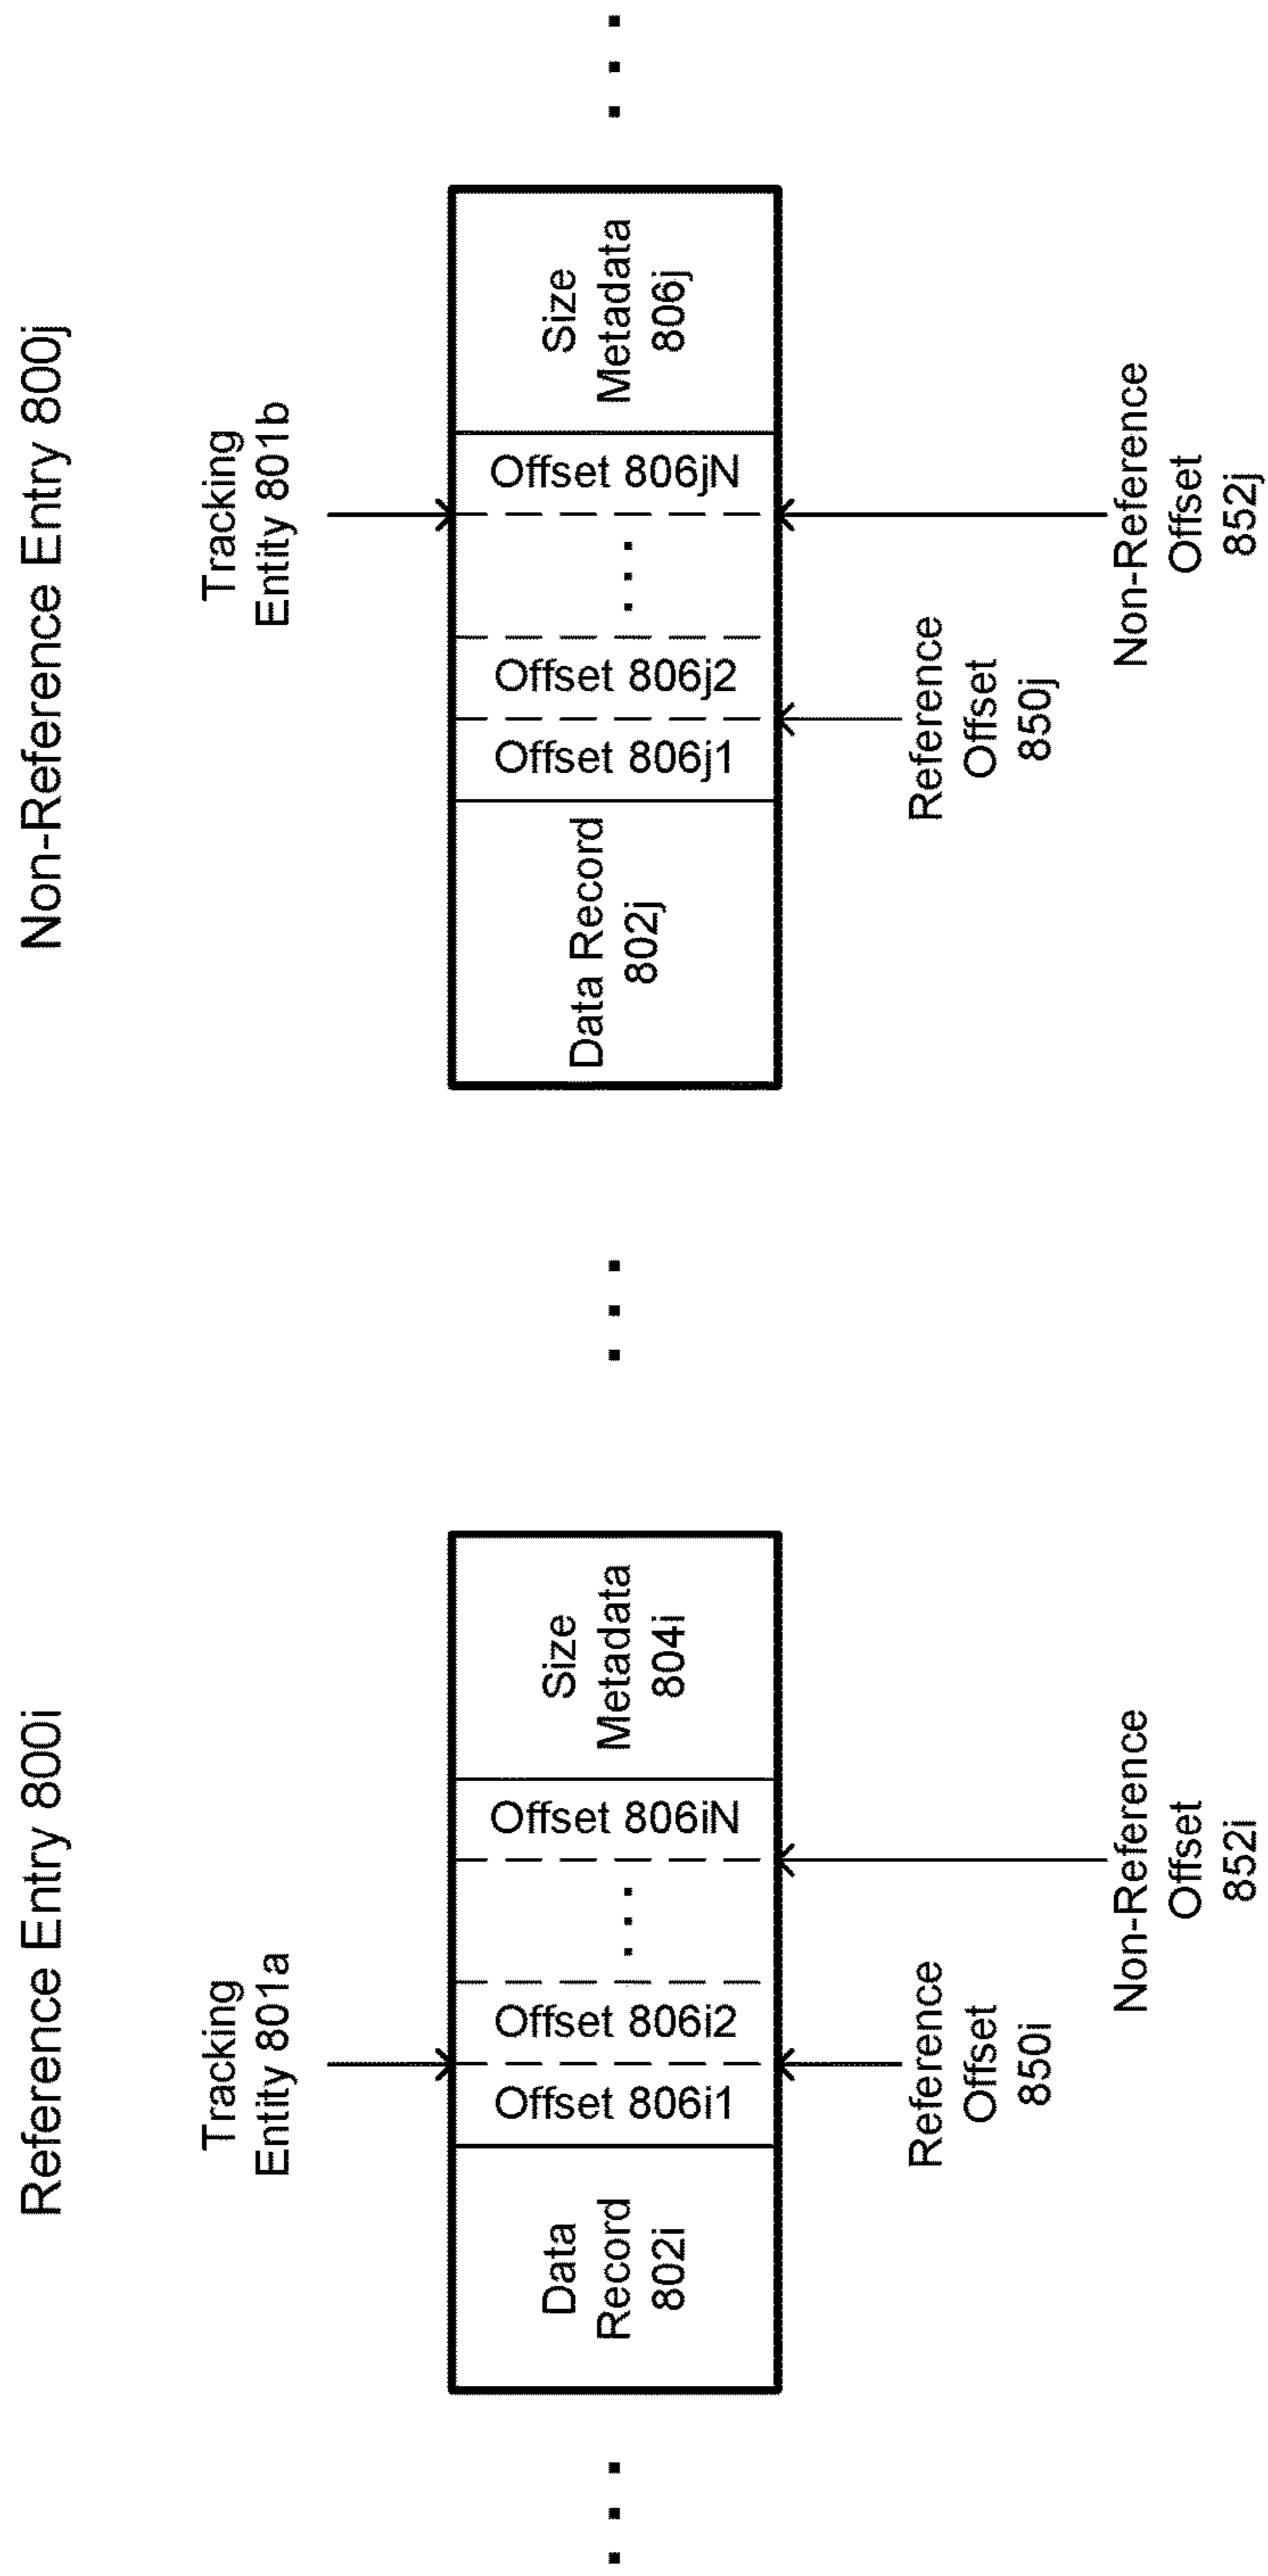 Reference Entry 800i
Tracking
Entity 801a
Data
Record
802i
Offset 806i1
Offset 806i2
. . .
Offset 806iN
Size
Metadata
804i
Reference
Offset
850i
Non-Reference
Offset
852i
Non-Reference Entry 800j
Tracking
Entity 801b
Data Record
802j
Offset 806j1
Offset 806j2
. . .
Offset 806jN
Size
Metadata
806j
Reference
Offset
850j
Non-Reference
Offset
852j